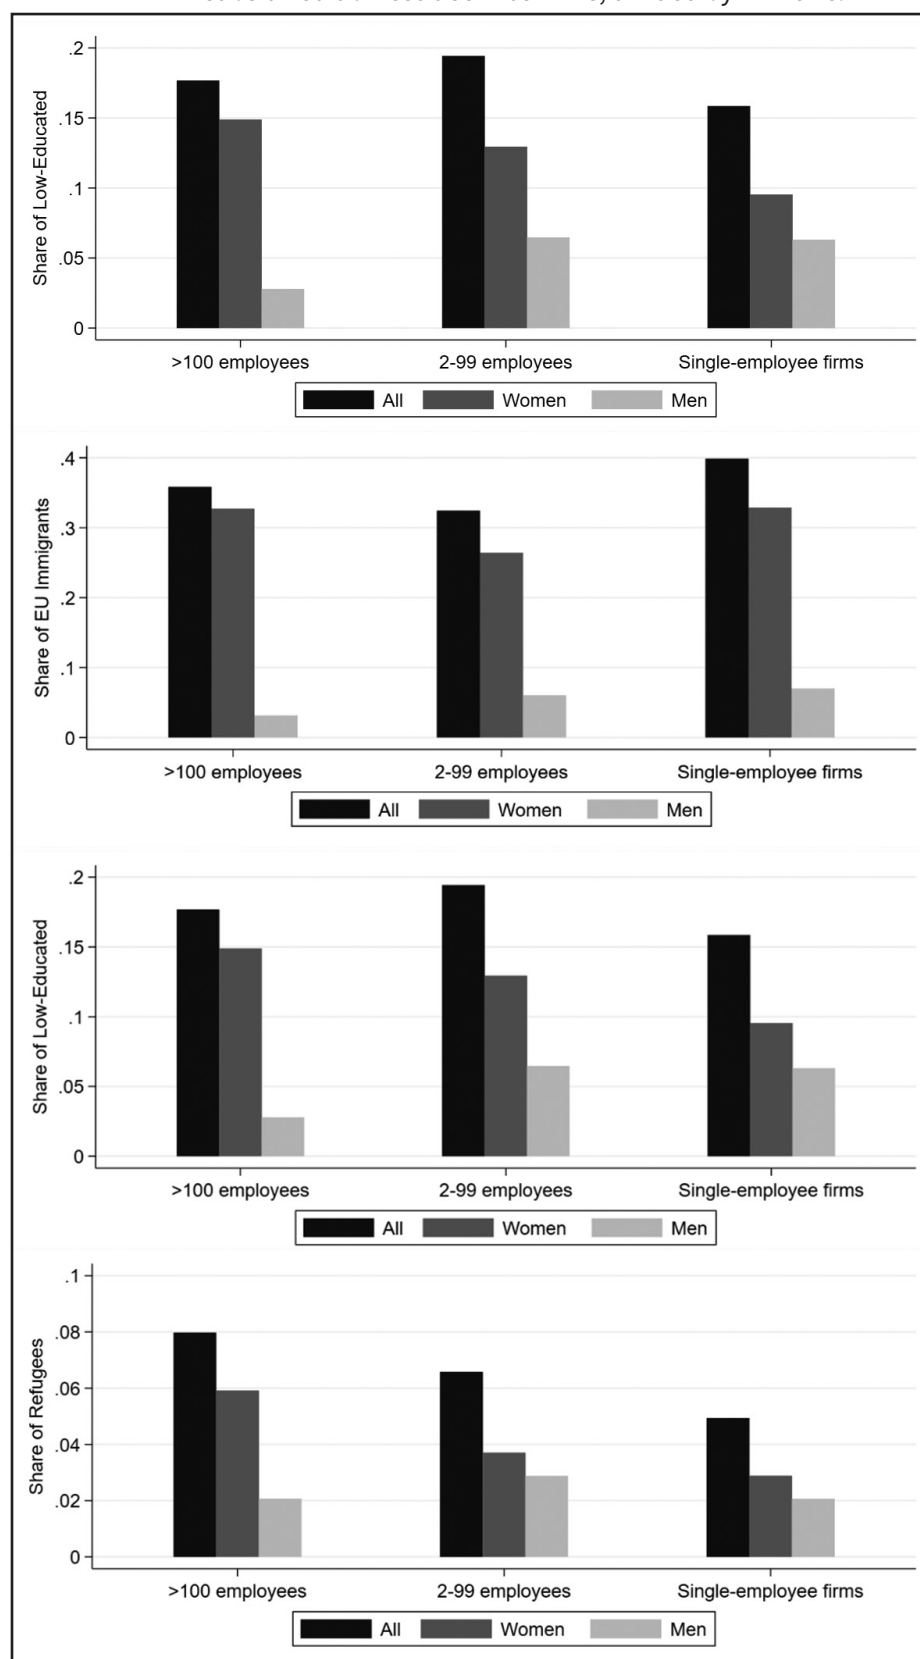 .2
.15
.1
.05
0
Share of Low-Educated
>100 employees 2-99 employees Single-employee firms
All Women Men
.4
.3
.2
.1
0
Share of EU Immigrants
>100 employees 2-99 employees Single-employee firms
All Women Men
.2
.15
.1
.05
0
Share of Low-Educated
>100 employees 2-99 employees Single-employee firms
All Women Men
.1
.08
.06
.04
.02
0
Share of Refugees
>100 employees 2-99 employees Single-employee firms
All Women Men